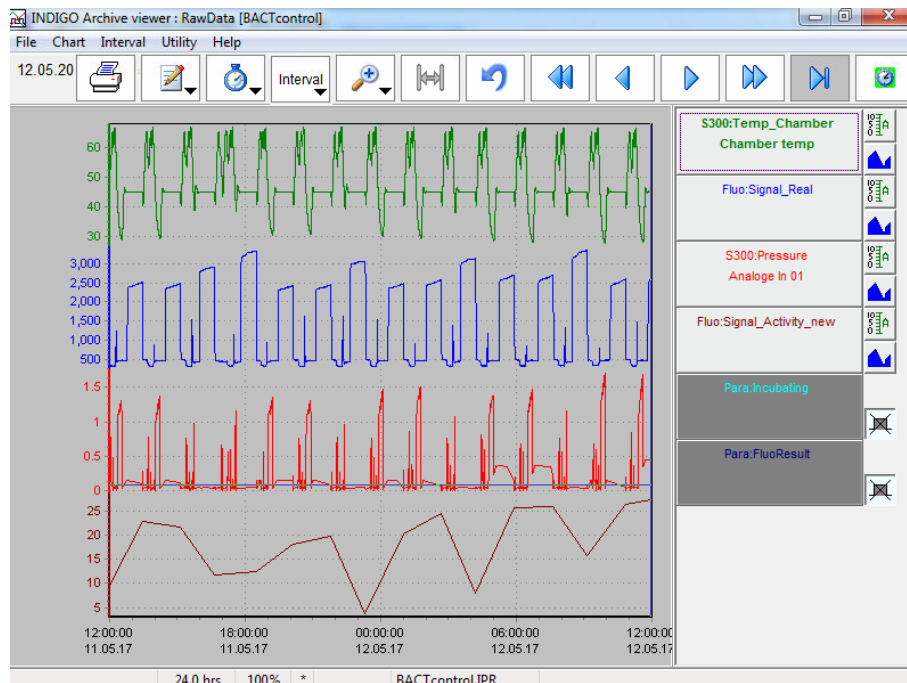 INDIGO Archive viewer : RawData [BACTcontrol]
File Chart Interval Utility Help
12.05.20
Interval
S300:Temp_Chamber
Chamber temp
Fluo:Signal_Real
S300:Pressure
Analoge In 01
Fluo:Signal_Activity_new
Para:Incubating
Para:FluoResult
60
50
40
30
3,000
2,500
2,000
1,500
1,000
500
1.5
1
0.5
0
25
20
15
10
5
12:00:00 18:00:00 00:00:00 06:00:00 12:00:00
11.05.17 11.05.17 12.05.17 12.05.17 12.05.17
24.0 hrs 100% * BACTcontrol.IPR